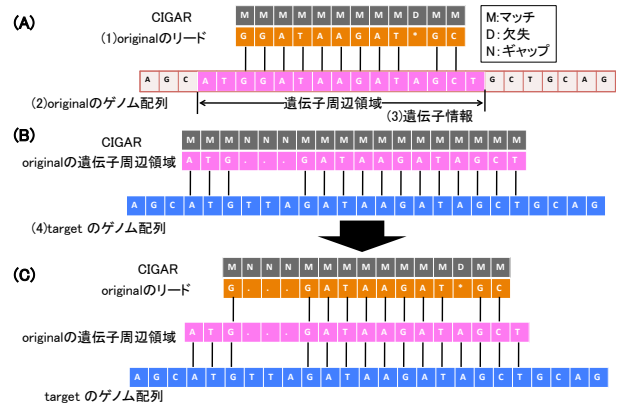 (A)
CIGAR M M M M M M M M M D M M
(1)originalのリード G G A T A A G A T * G C
M:マッチ
D:欠失
N:ギャップ
A G C A T G G A T A A G A T A G C T G C T G C A G
(2)originalのゲノム配列
遺伝子周辺領域
(3)遺伝子情報
(B)
CIGAR M M M N N N M M M M M M M M M M M M
originalの遺伝子周辺領域 A T G . . . G A T A A G A T A G C T
A G C A T G T T A G A T A A G A T A G C T G C A G
(4)target のゲノム配列
(C)
CIGAR M N N N M M M M M M M M D M M
originalのリード G . . . G A T A A G A T * G C
originalの遺伝子周辺領域 A T G . . . G A T A A G A T A G C T
A G C A T G T T A G A T A A G A T A G C T G C A G
target のゲノム配列